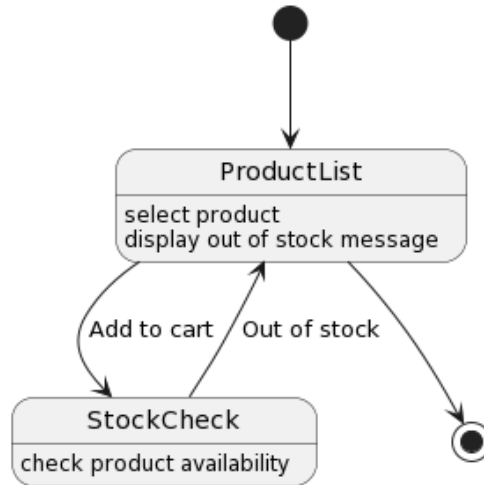 ProductList
select product
display out of stock message
Add to cart
Out of stock
StockCheck
check product availability